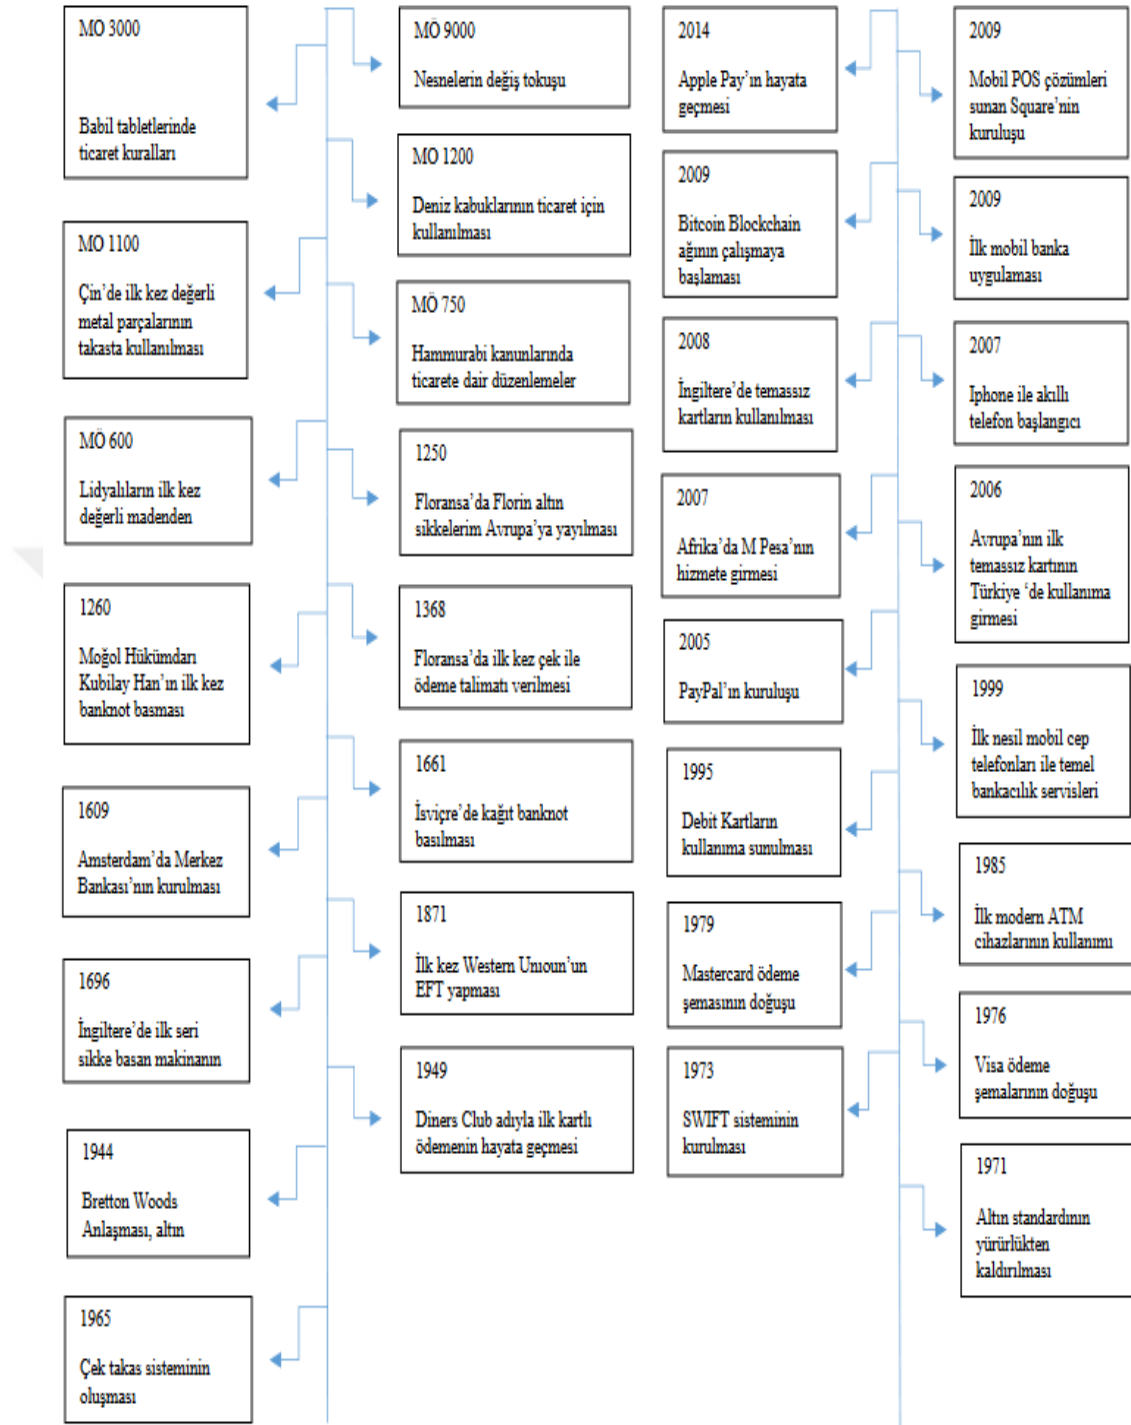 MÖ 3000
Babil tabletlerinde
ticaret kuralları
MÖ 9000
Nesnelerin değiş tokuşu
MÖ 1200
Deniz kabuklarının ticaret için
kullanılması
MÖ 1100
Çin’de ilk kez değerli
metal parçalarının
takasta kullanılması
MÖ 750
Hammurabi kanunlarında
ticarete dair düzenlemeler
MÖ 600
Lidyalıların ilk kez
değerli madenden
1250
Floransa’da Florin altın
sikkelerim Avrupa’ya yayılması
1260
Moğol Hükümdarı
Kubilay Han’ın ilk kez
banknot basması
1368
Floransa’da ilk kez çek ile
ödeme talimatı verilmesi
1609
Amsterdam’da Merkez
Bankası’nın kurulması
1661
İsviçre’de kağıt banknot
basılması
1696
İngiltere’de ilk seri
sikke basan makinanın
1871
İlk kez Western Unıoun’un
EFT yapması
1944
Bretton Woods
Anlaşması, altın
1949
Dıners Club adıyla ilk kartlı
ödemenin hayata geçmesi
1965
Çek takas sisteminin
oluşması
2014
Apple Pay’ın hayata
geçmesi
2009
Mobil POS çözümleri
sunan Square’nin
kuruluşu
2009
Bitcoin Blockchain
ağının çalışmaya
başlaması
2009
İlk mobil banka
uygulaması
2008
İngiltere’de temassız
kartların kullanılması
2007
Iphone ile akıllı
telefon başlangıcı
2007
Afrika’da M Pesa’nın
hizmete girmesi
2006
Avrupa’nın ilk
temassız kartının
Türkiye ‘de kullanıma
girmesi
2005
PayPal’ın kuruluşu
1999
İlk nesil mobil cep
telefonları ile temel
bankacılık servisleri
1995
Debit Kartların
kullanıma sunulması
1985
İlk modern ATM
cihazlarının kullanımı
1979
Mastercard ödeme
şemasının doğuşu
1976
Visa ödeme
şemalarının doğuşu
1973
SWIFT sisteminin
kurulması
1971
Altın standardının
yürürlükten
kaldırılması